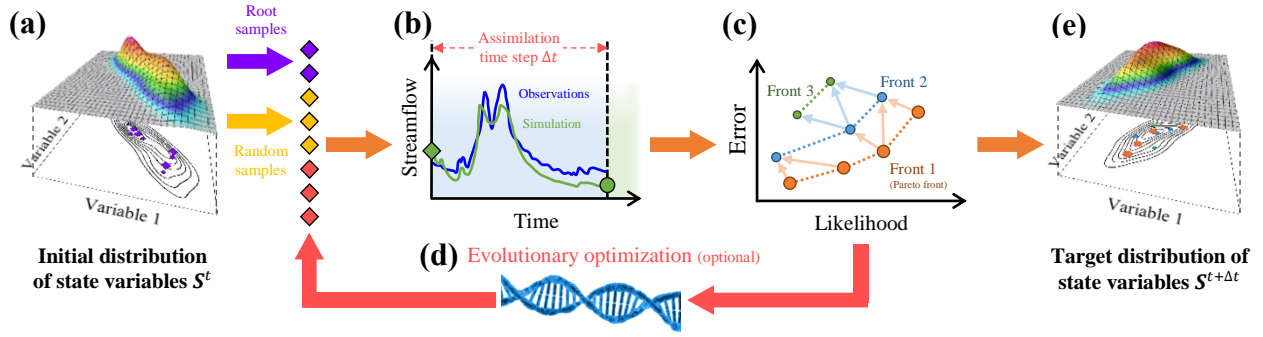 (a)
Root
samples
Random
samples
Variable 2
Variable 1
Initial distribution
of state variables S^t
(b)
Assimilation
time step Δt
Observations
Simulation
Streamflow
Time
(c)
Front 3
Front 2
Front 1
(Pareto front)
Error
Likelihood
(d)
Evolutionary optimization (optional)
(e)
Variable 2
Variable 1
Target distribution of
state variables S^{t+Δt}